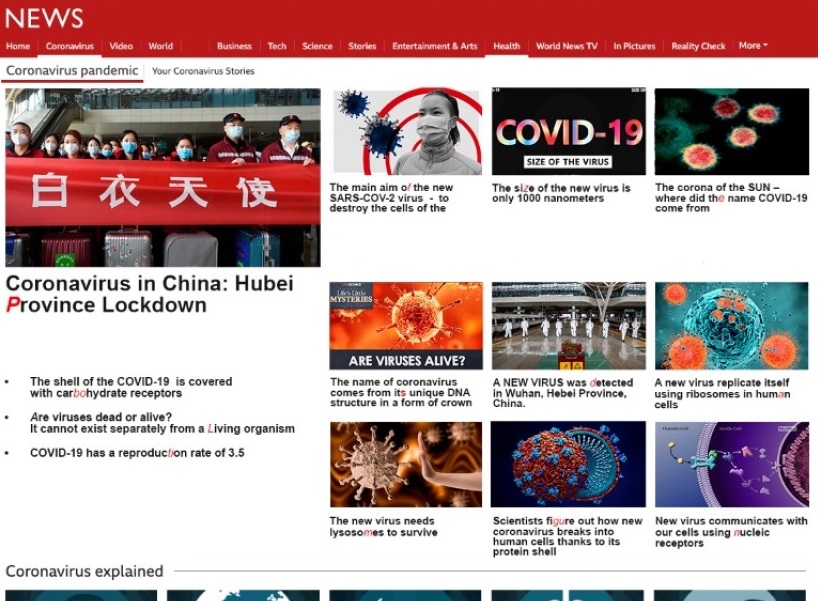 NEWS
Home Coronavirus Video World Business Tech Science Stories Entertainment & Arts Health World News TV In Pictures Reality Check More
Coronavirus pandemic Your Coronavirus Stories
白衣天使
Coronavirus in China: Hubei
Province Lockdown
• The shell of the COVID-19 is covered
with carbohydrate receptors
• Are viruses dead or alive?
It cannot exist separately from a Living organism
• COVID-19 has a reproduction rate of 3.5
The main aim of the new
SARS-COV-2 virus - to
destroy the cells of the
COVID-19
SIZE OF THE VIRUS
The size of the new virus is
only 1000 nanometers
The corona of the SUN –
where did the name COVID-19
come from
Life's Little
MYSTERIES
ARE VIRUSES ALIVE?
The name of coronavirus
comes from its unique DNA
structure in a form of crown
A NEW VIRUS was detected
in Wuhan, Hebei Province,
China.
A new virus replicate itself
using ribosomes in human
cells
The new virus needs
lysosomes to survive
Scientists figure out how new
coronavirus breaks into
human cells thanks to its
protein shell
Outside Cell Inside Cell
New virus communicates with
our cells using nucleic
receptors
Coronavirus explained